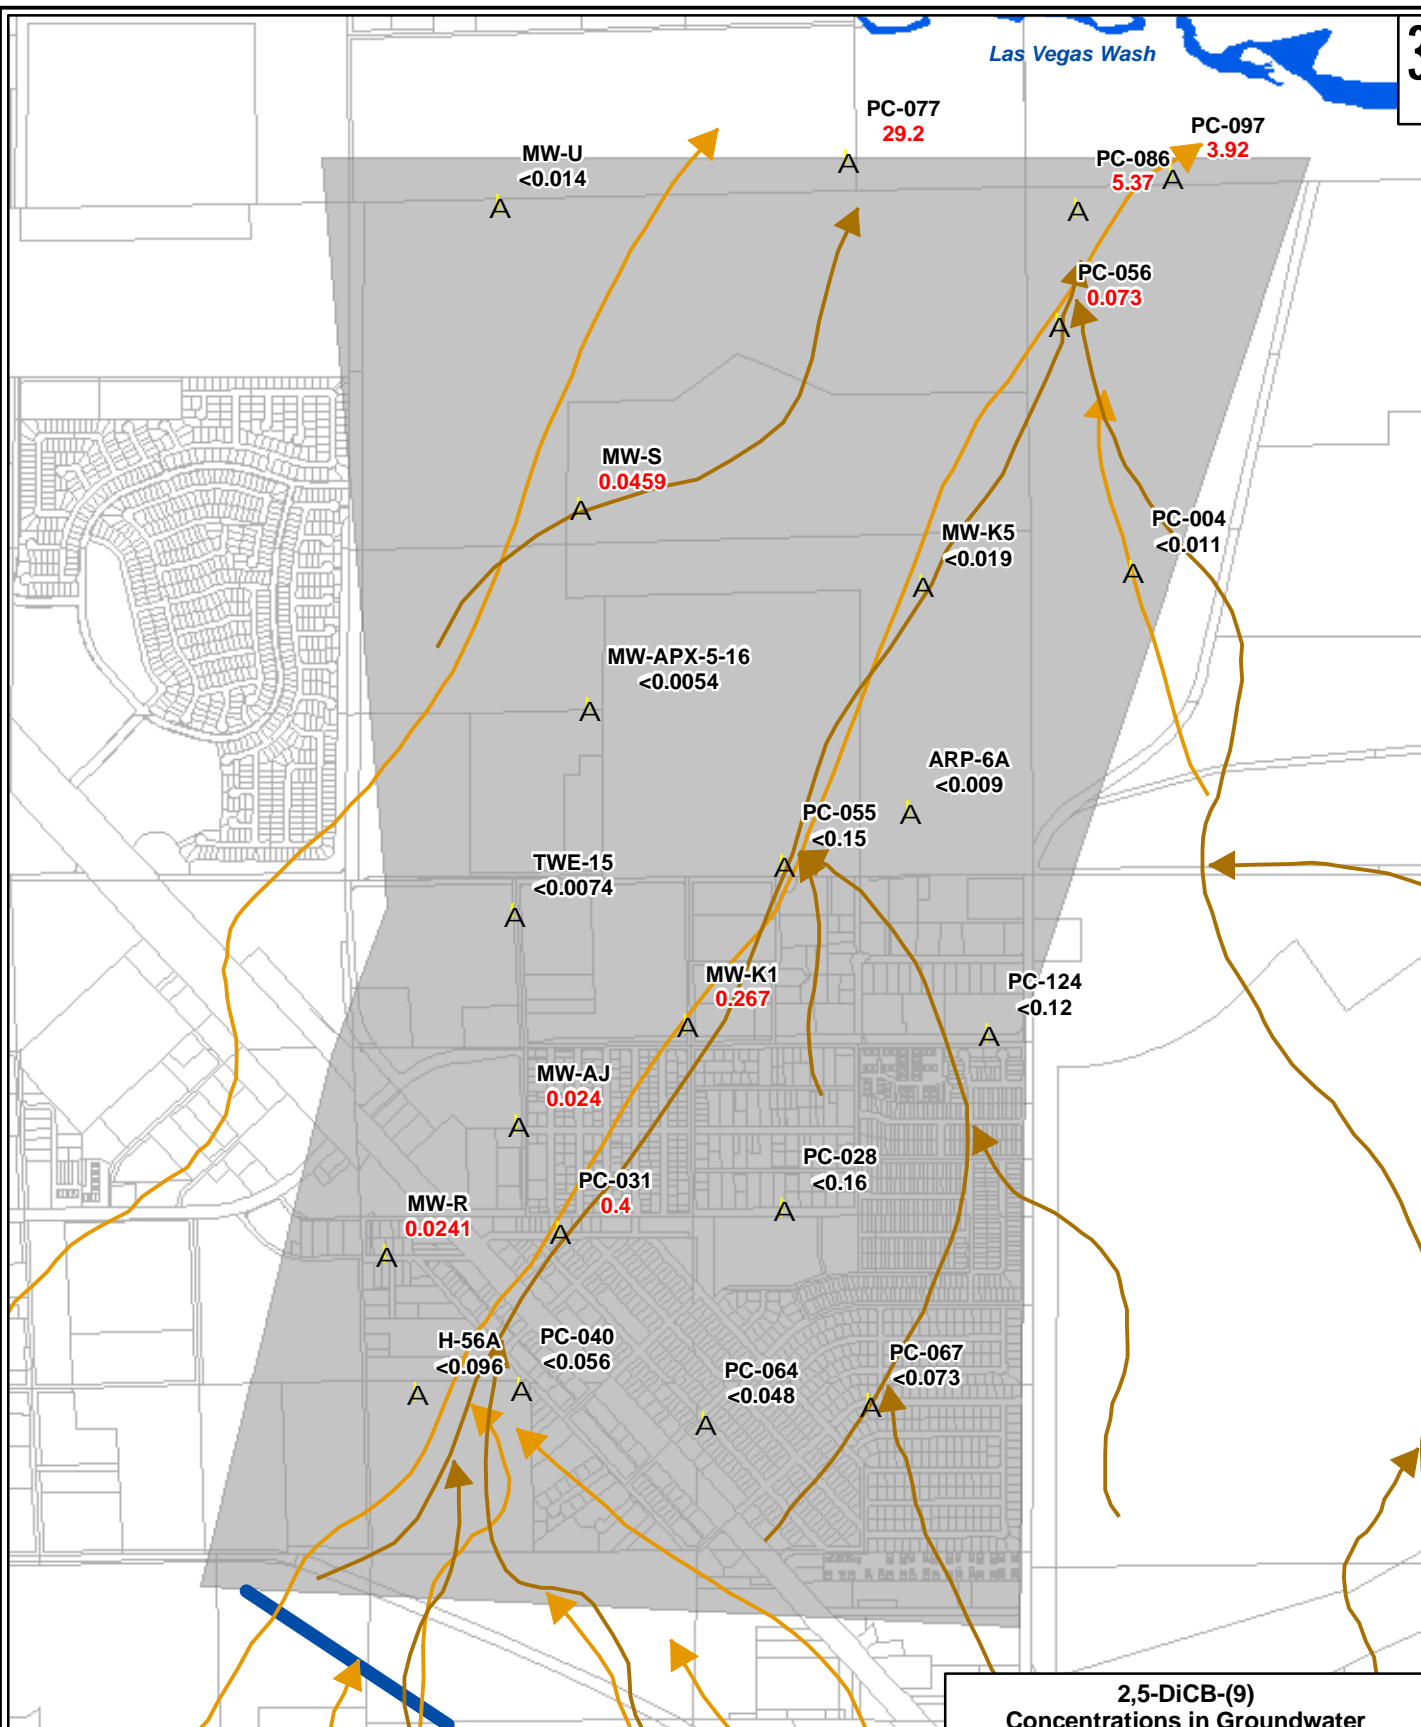 Las Vegas Wash
3
PC-077
29.2
PC-097
3.92
MW-U
<0.014
PC-086
5.37
A
A
A
A
PC-056
0.073
A
MW-S
0.0459
A
PC-004
<0.011
MW-K5
<0.019
A
A
MW-APX-5-16
<0.0054
A
ARP-6A
<0.009
A
PC-055
<0.15
A
TWE-15
<0.0074
A
MW-K1
0.267
A
PC-124
<0.12
A
MW-AJ
0.024
A
PC-028
<0.16
A
PC-031
0.4
A
MW-R
0.0241
A
H-56A
<0.096
A
PC-040
<0.056
A
PC-064
<0.048
A
PC-067
<0.073
A
2,5-DiCB-(9)
Concentrations in Groundwater